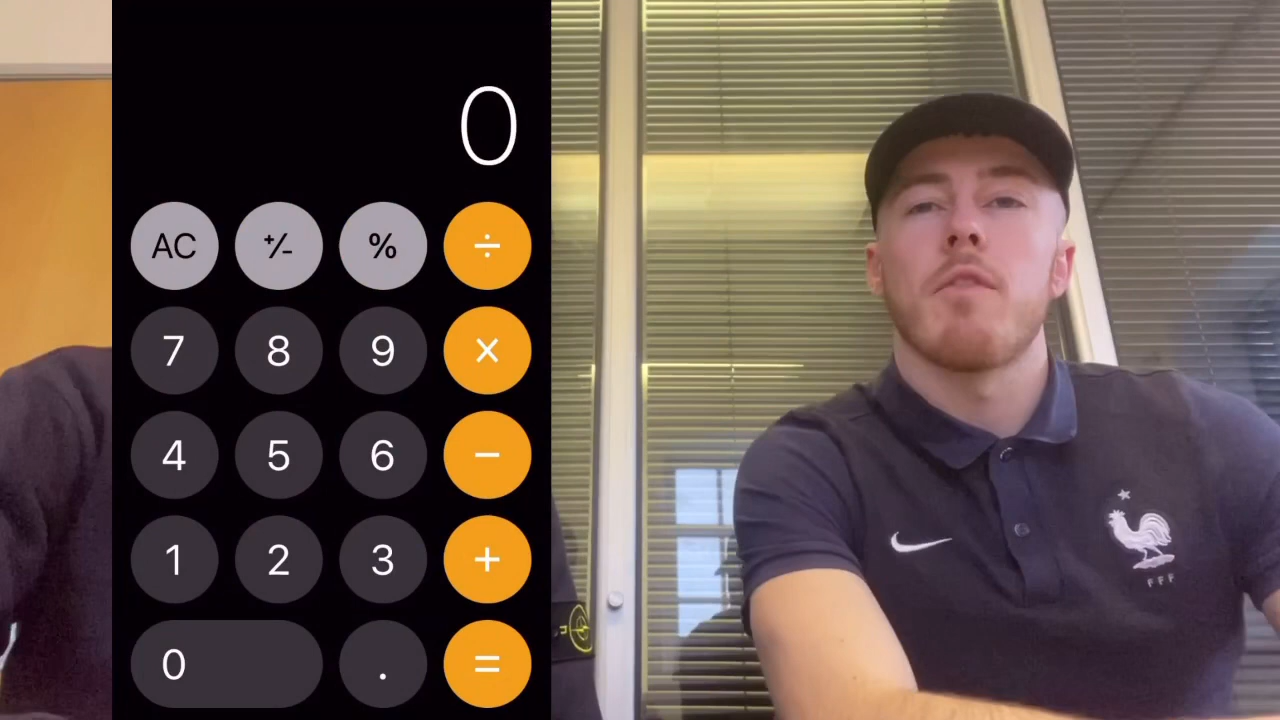 0
AC +/- % ÷
7 8 9 ×
4 5 6 −
1 2 3 +
0 . =
FFF